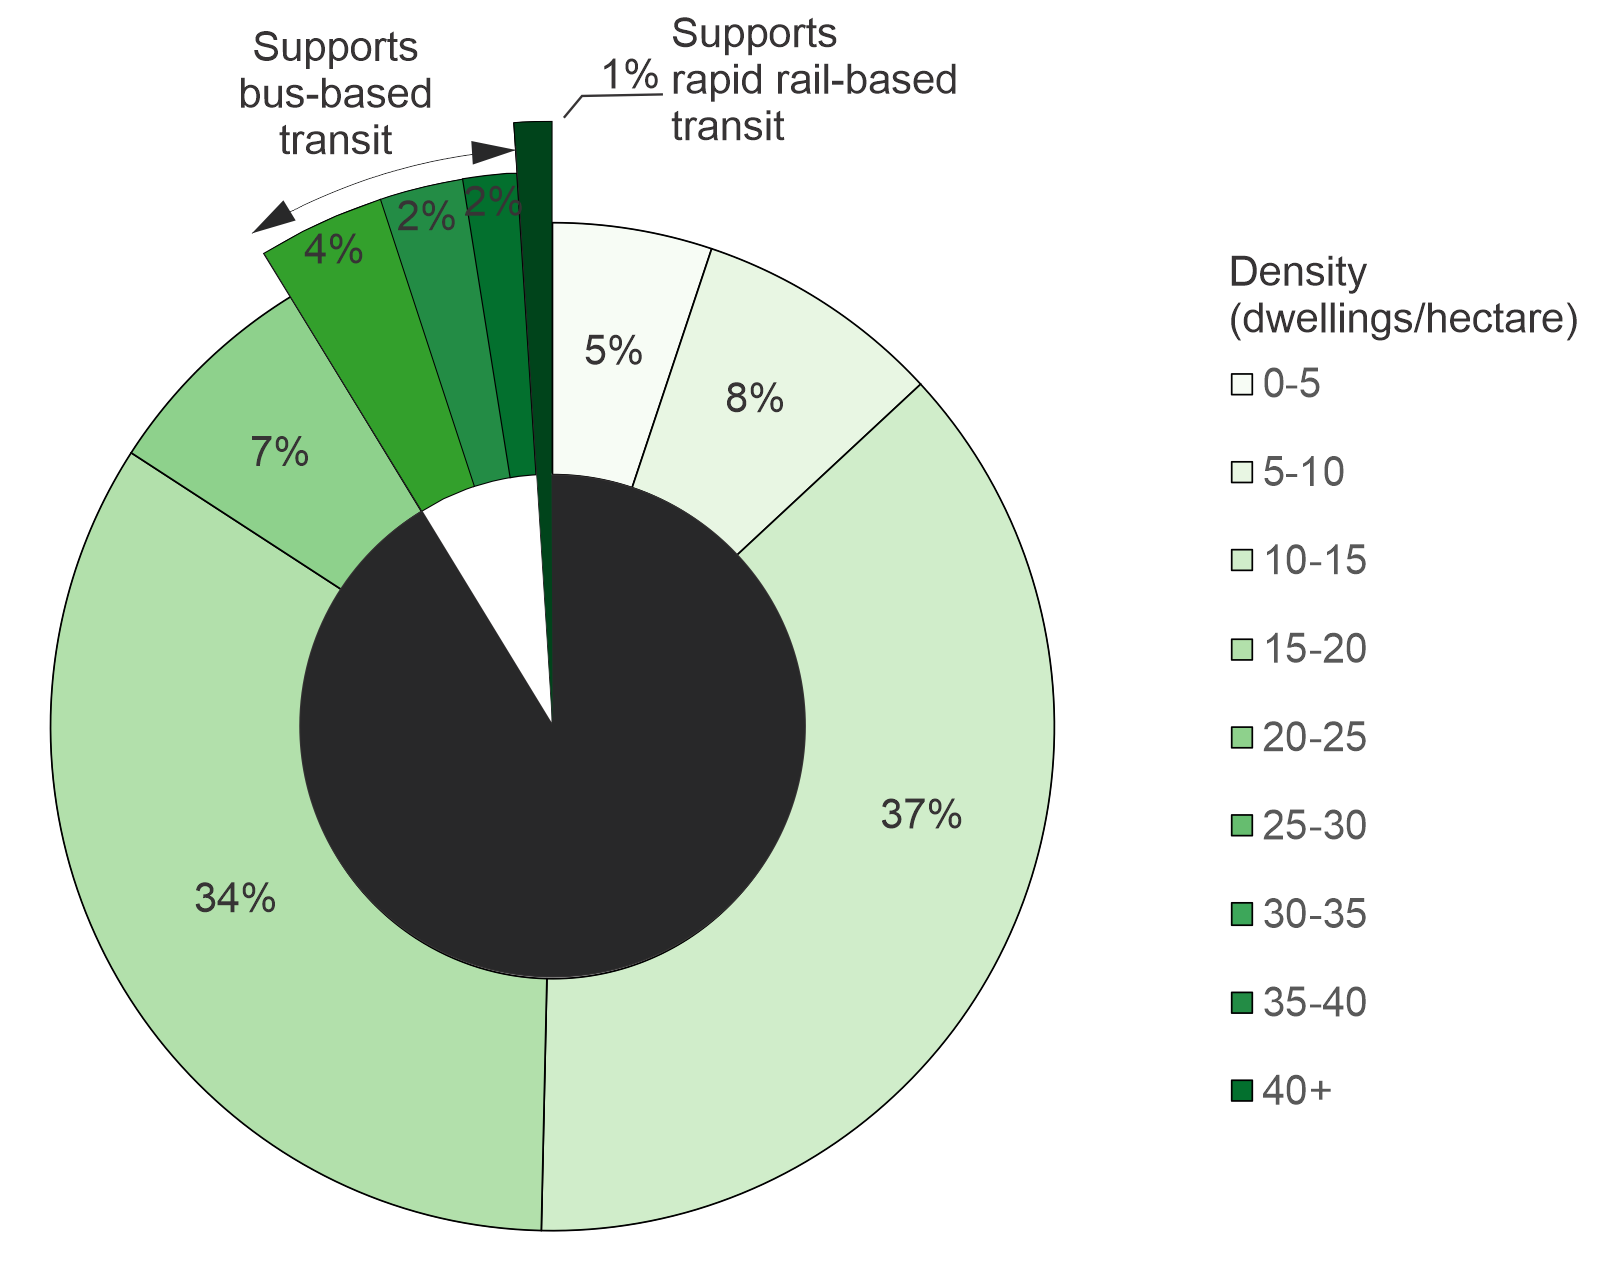 Supports
bus-based
transit
1%
Supports
rapid rail-based
transit
4%
2%
2%
5%
8%
7%
37%
34%
Density
(dwellings/hectare)
0-5
5-10
10-15
15-20
20-25
25-30
30-35
35-40
40+